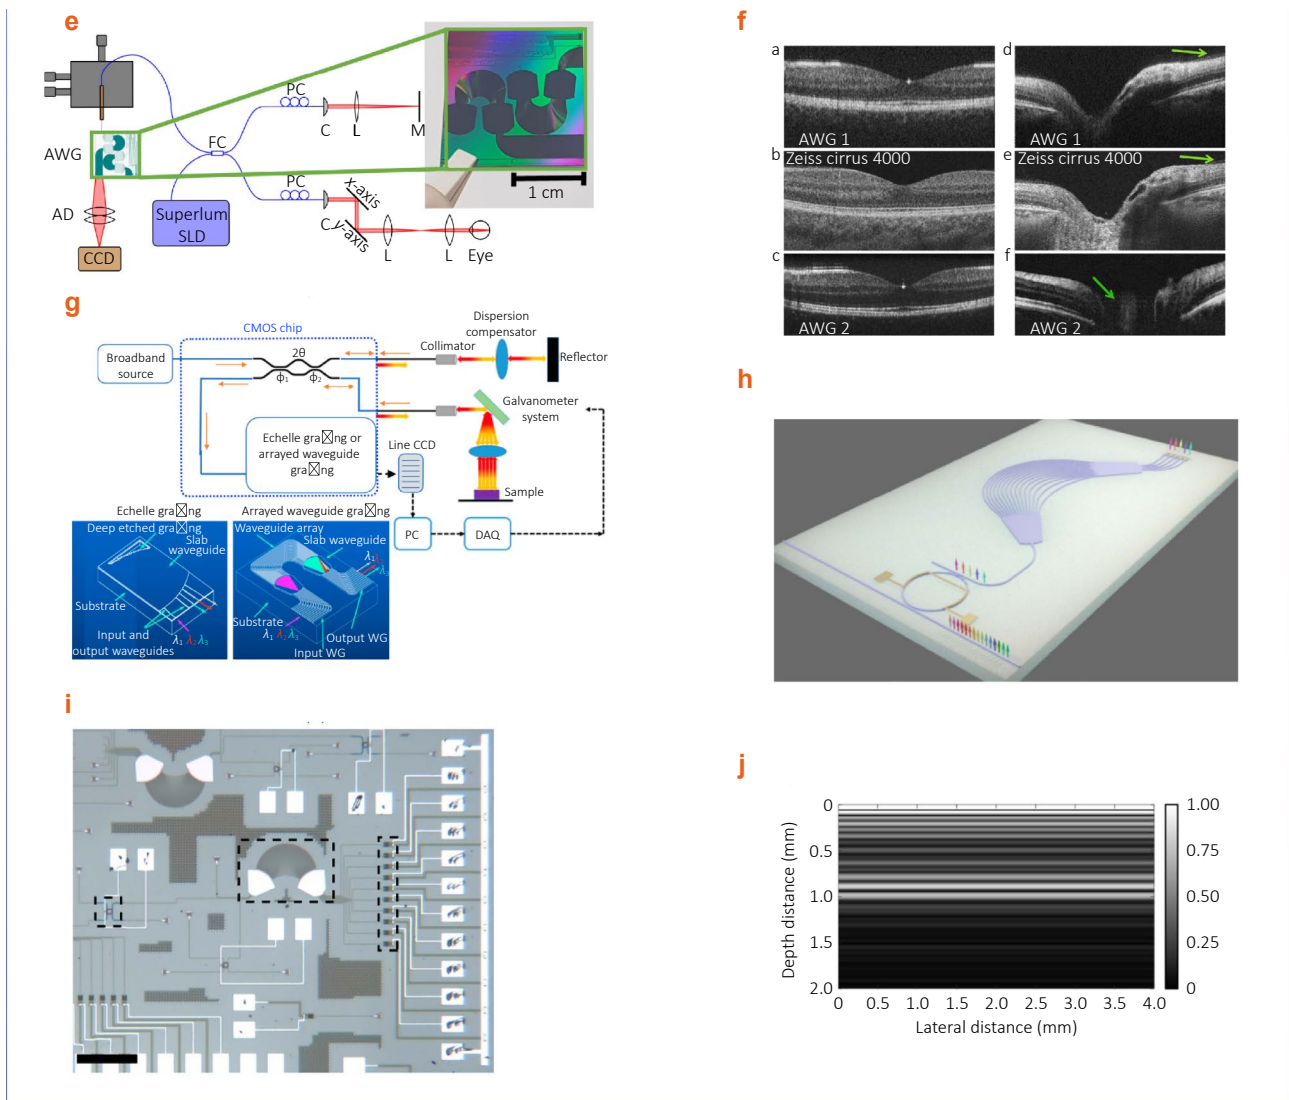 e
PC
C
L
M
FC
AWG
PC
x-axis
C
y-axis
AD
Superlum
SLD
CCD
L
L
Eye
1 cm
f
a
AWG 1
d
AWG 1
b
Zeiss cirrus 4000
e
Zeiss cirrus 4000
c
AWG 2
f
AWG 2
g
CMOS chip
Broadband
source
2θ
ϕ₁
ϕ₂
Collimator
Dispersion
compensator
Reflector
Galvanometer
system
Echelle gra☒ng or
arrayed waveguide
gra☒ng
Line CCD
Sample
PC
DAQ
Echelle gra☒ng
Deep etched gra☒ng
Slab
waveguide
Substrate
Input and
output waveguides
λ₁ λ₂ λ₃
Arrayed waveguide gra☒ng
Waveguide array
Slab waveguide
Substrate
λ₁ λ₂ λ₃
Output WG
Input WG
h
i
j
0
0.5
1.0
1.5
2.0
Depth distance (mm)
0
0.5
1.0
1.5
2.0
2.5
3.0
3.5
4.0
Lateral distance (mm)
1.00
0.75
0.50
0.25
0